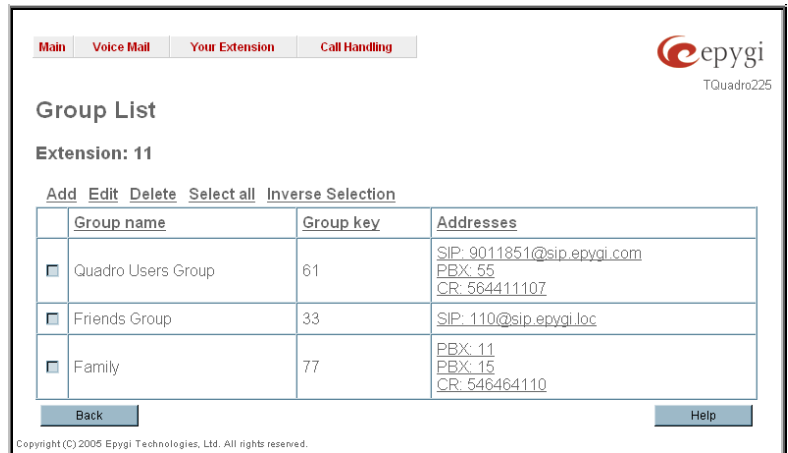 Main Voice Mail Your Extension Call Handling
epygi
TQuadro225
Group List
Extension: 11
Add Edit Delete Select all Inverse Selection
Group name Group key Addresses
Quadro Users Group 61 SIP: 9011851@sip.epygi.com
PBX: 55
CR: 564411107
Friends Group 33 SIP: 110@sip.epygi.loc
Family 77 PBX: 11
PBX: 15
CR: 546464110
Back Help
Copyright (C) 2005 Epygi Technologies, Ltd. All rights reserved.